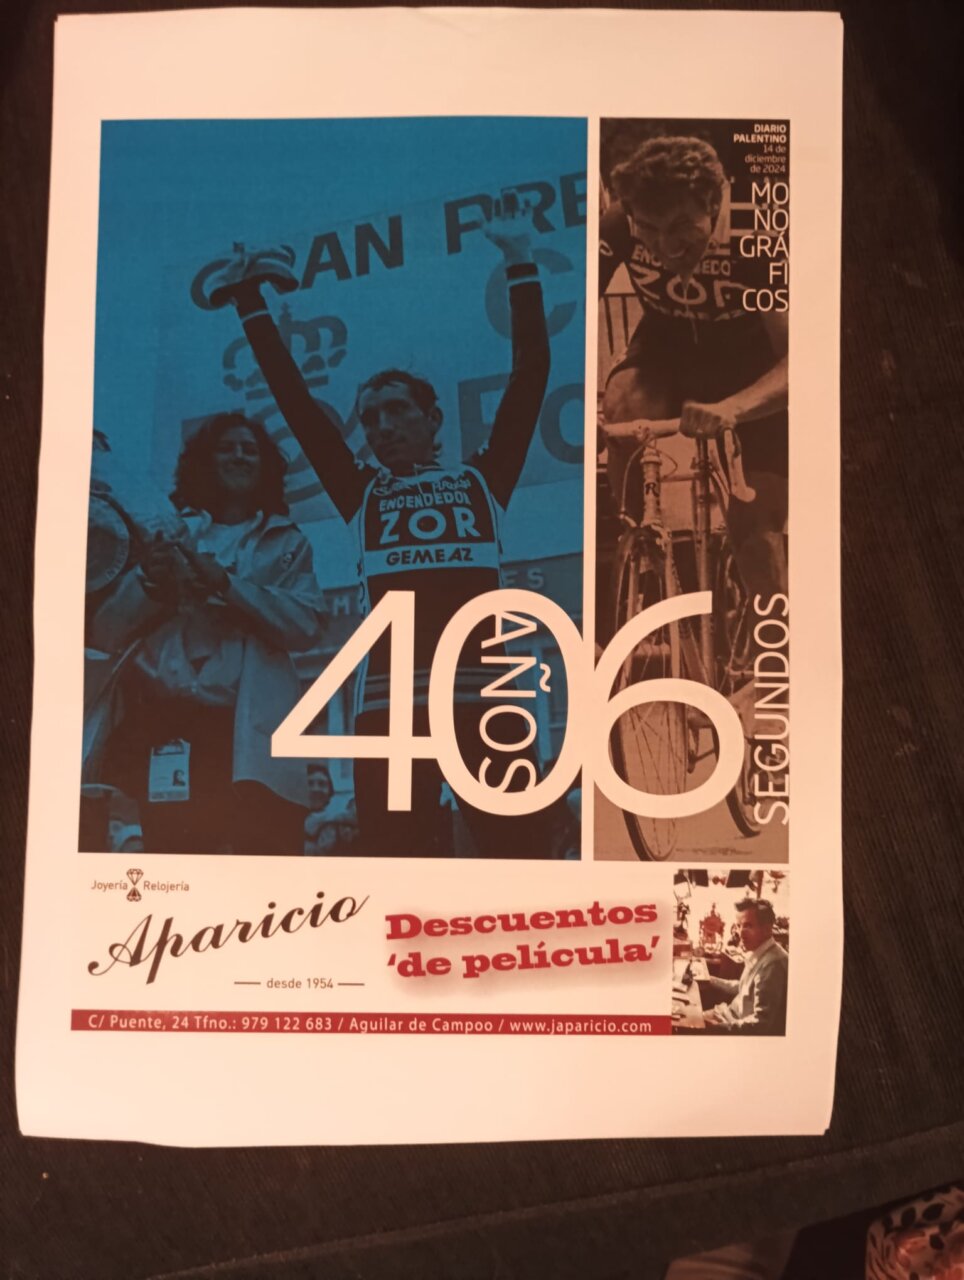 DIARIO
PALENTINO
14 de
diciembre
de 2024
MO
NO
GRÁ
FI
COS
GRAN PRE
ENCENDEDOR
ZOR
GEMEAZ
ZOR
GEMEAZ
R
40
AÑOS
6
SEGUNDOS
Joyería Relojería
Aparicio
desde 1954
Descuentos
'de película'
C/ Puente, 24 Tfno.: 979 122 683 / Aguilar de Campoo / www.japaricio.com